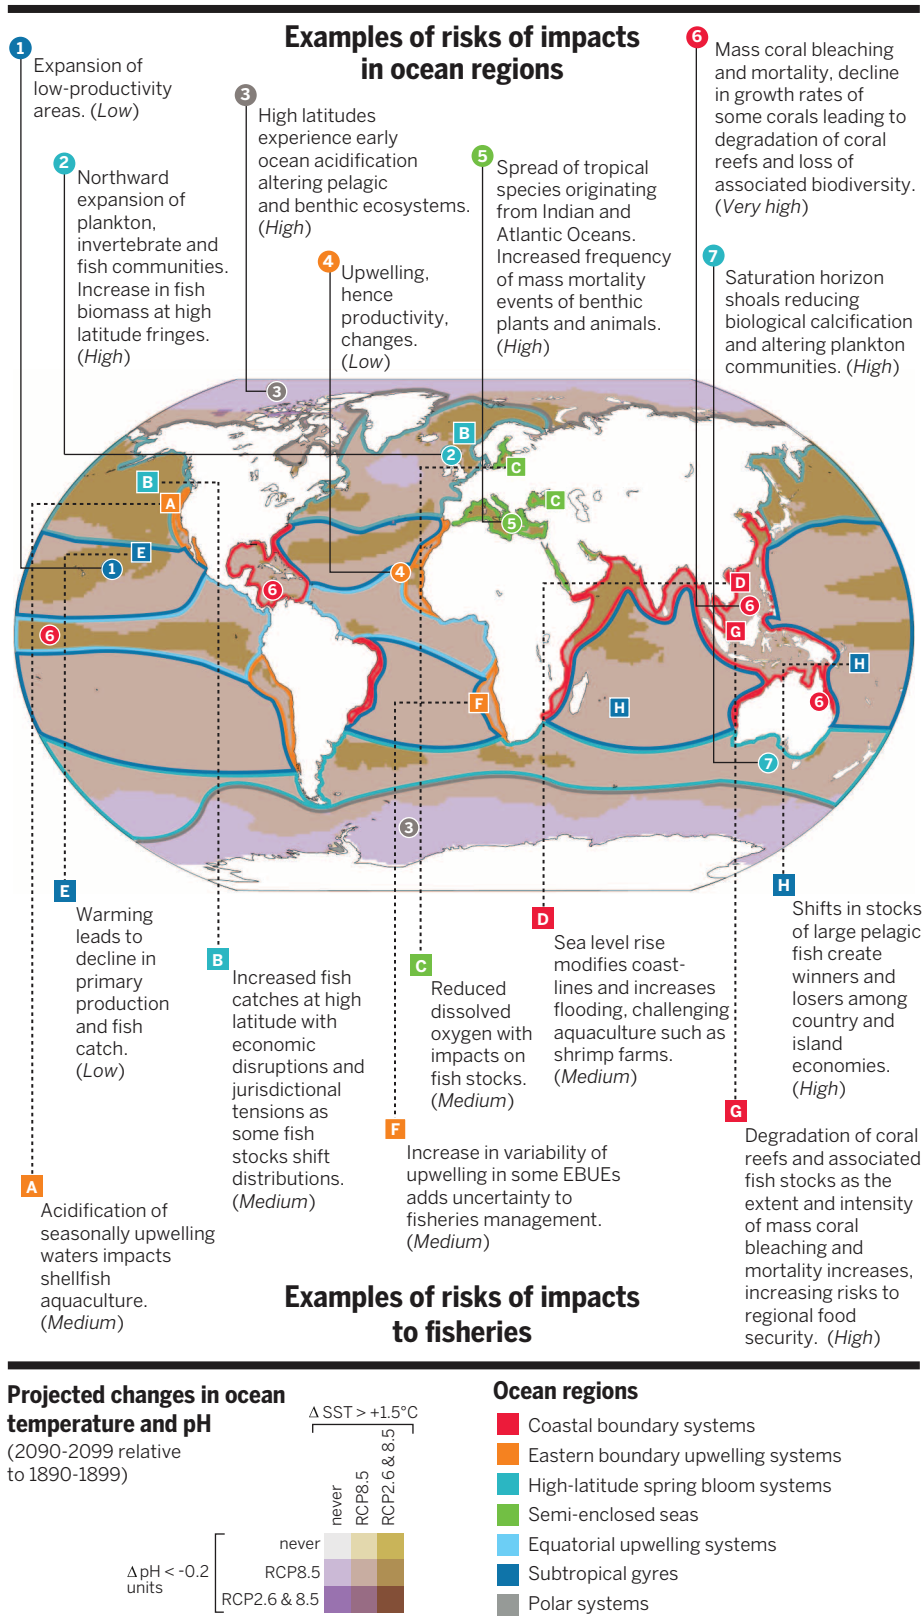 Examples of risks of impacts
in ocean regions
1
Expansion of
low-productivity
areas. (Low)
2
Northward
expansion of
plankton,
invertebrate and
fish communities.
Increase in fish
biomass at high
latitude fringes.
(High)
3
High latitudes
experience early
ocean acidification
altering pelagic
and benthic ecosystems.
(High)
4
Upwelling,
hence
productivity,
changes.
(Low)
5
Spread of tropical
species originating
from Indian and
Atlantic Oceans.
Increased frequency
of mass mortality
events of benthic
plants and animals.
(High)
6
Mass coral bleaching
and mortality, decline
in growth rates of
some corals leading to
degradation of coral
reefs and loss of
associated biodiversity.
(Very high)
7
Saturation horizon
shoals reducing
biological calcification
and altering plankton
communities. (High)
3
B
2
C
B
A
C
5
E
1
4
D
6
6
6
G
H
6
F
H
7
3
E
Warming
leads to
decline in
primary
production
and fish
catch.
(Low)
A
Acidification of
seasonally upwelling
waters impacts
shellfish
aquaculture.
(Medium)
B
Increased fish
catches at high
latitude with
economic
disruptions and
jurisdictional
tensions as
some fish
stocks shift
distributions.
(Medium)
C
Reduced
dissolved
oxygen with
impacts on
fish stocks.
(Medium)
F
Increase in variability of
upwelling in some EBUEs
adds uncertainty to
fisheries management.
(Medium)
D
Sea level rise
modifies coast-
lines and increases
flooding, challenging
aquaculture such as
shrimp farms.
(Medium)
H
Shifts in stocks
of large pelagic
fish create
winners and
losers among
country and
island
economies.
(High)
G
Degradation of coral
reefs and associated
fish stocks as the
extent and intensity
of mass coral
bleaching and
mortality increases,
increasing risks to
regional food
security. (High)
Examples of risks of impacts
to fisheries
Projected changes in ocean
temperature and pH
(2090-2099 relative
to 1890-1899)
Δ SST > +1.5°C
never
RCP8.5
RCP2.6 & 8.5
Δ pH < -0.2
units
never
RCP8.5
RCP2.6 & 8.5
Ocean regions
Coastal boundary systems
Eastern boundary upwelling systems
High-latitude spring bloom systems
Semi-enclosed seas
Equatorial upwelling systems
Subtropical gyres
Polar systems